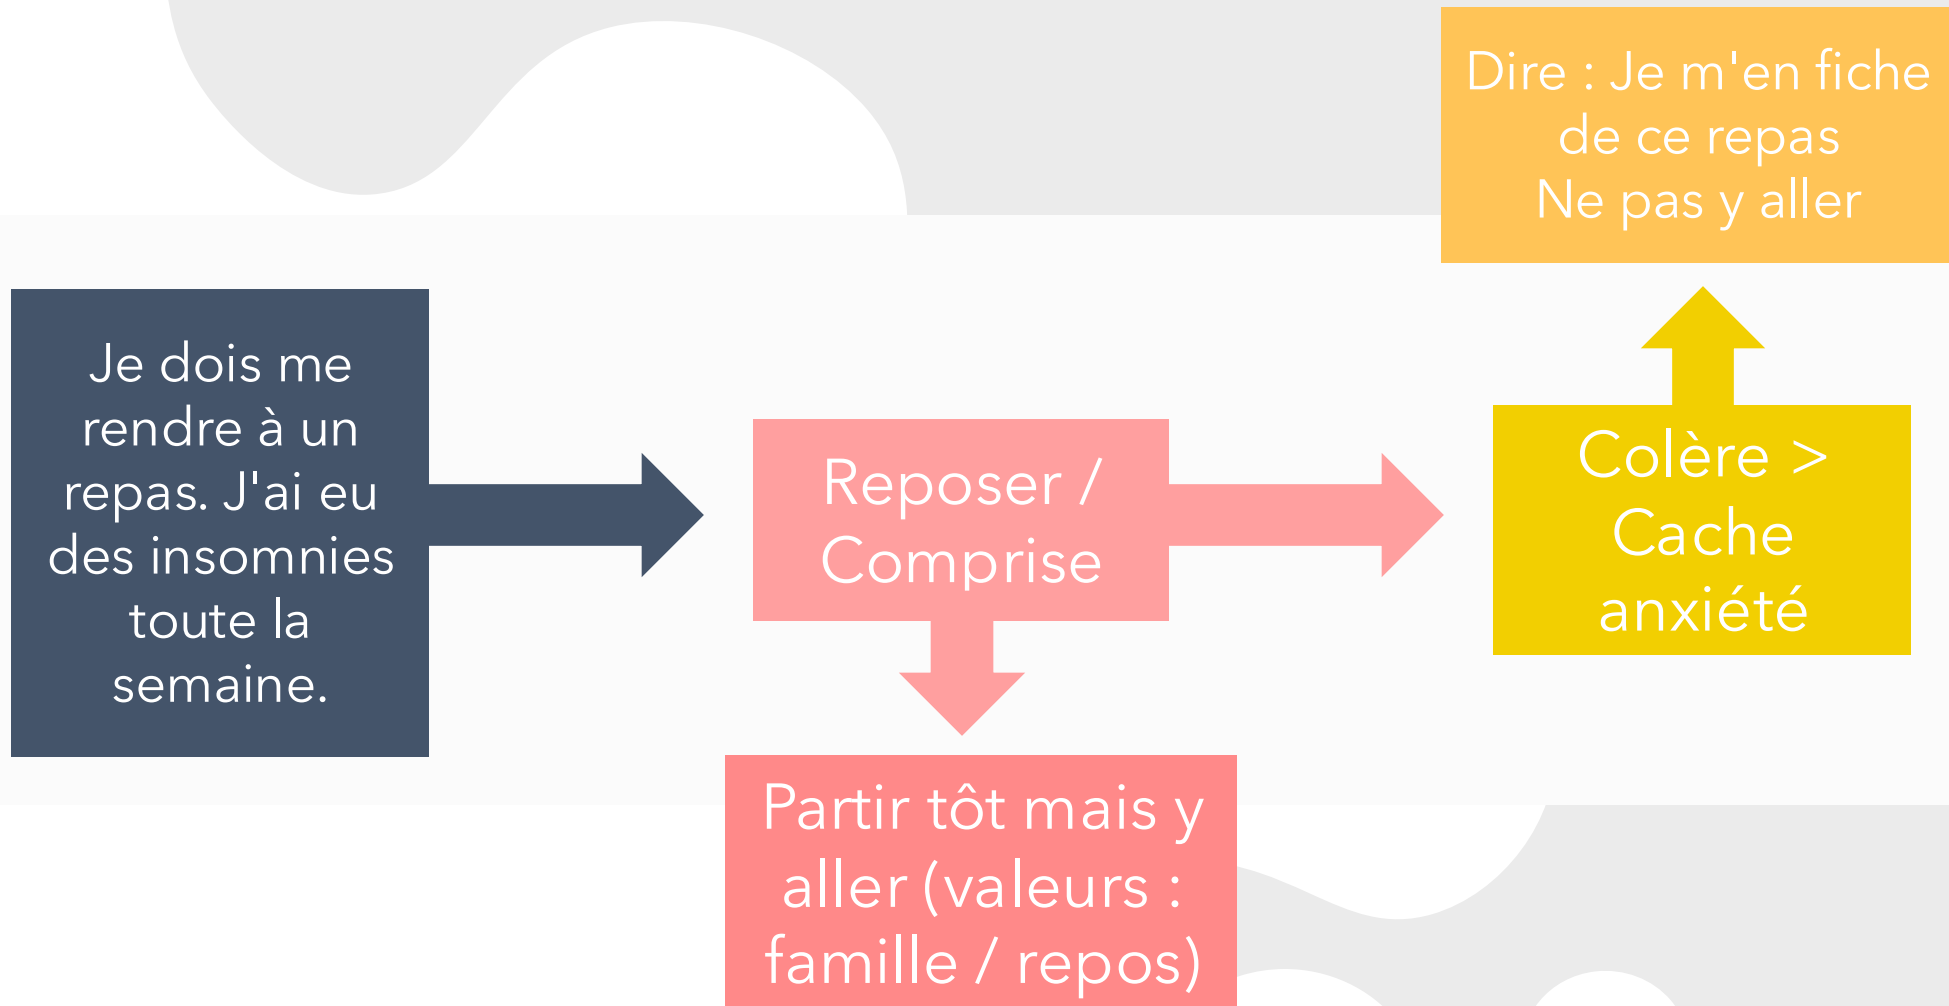 Dire : Je m'en fiche
de ce repas
Ne pas y aller
Je dois me
rendre à un
repas. J'ai eu
des insomnies
toute la
semaine.
Reposer /
Comprise
Colère >
Cache
anxiété
Partir tôt mais y
aller (valeurs :
famille / repos)